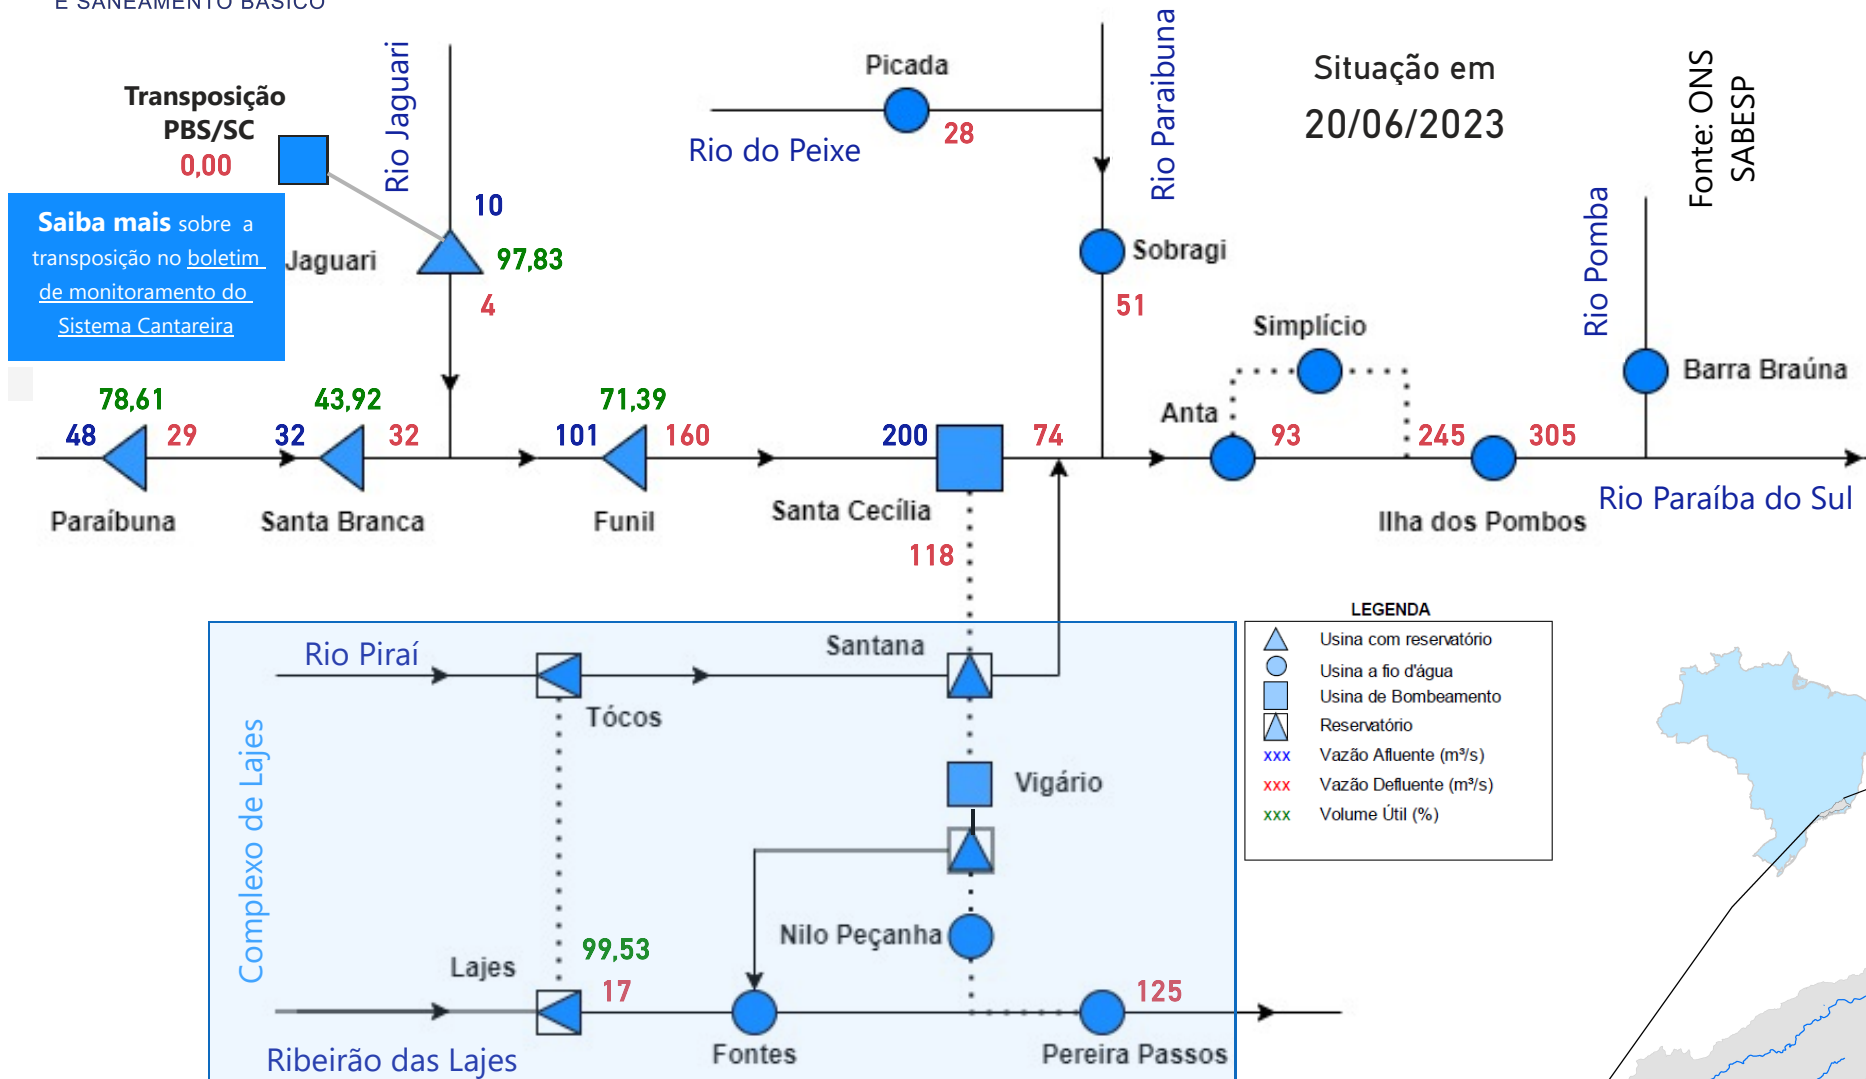 E SANEAMENTO BÁSICO
Transposição
PBS/SC
0,00
Rio Jaguari
Saiba mais sobre a
transposição no boletim
de monitoramento do
Sistema Cantareira
Jaguari
10
97,83
4
Picada
28
Rio do Peixe
Rio Paraibuna
Situação em
20/06/2023
Fonte: ONS
SABESP
Sobragi
51
Simplício
Rio Pomba
Barra Braúna
78,61
48
29
Paraíbuna
43,92
32
32
Santa Branca
71,39
101
160
Funil
200
74
Santa Cecília
118
Anta
93
245
305
Ilha dos Pombos
Rio Paraíba do Sul
Complexo de Lajes
Rio Piraí
Tócos
Santana
Vigário
Nilo Peçanha
Lajes
99,53
17
Ribeirão das Lajes
Fontes
125
Pereira Passos
LEGENDA
Usina com reservatório
Usina a fio d'água
Usina de Bombeamento
Reservatório
xxx Vazão Afluente (m³/s)
xxx Vazão Defluente (m³/s)
xxx Volume Útil (%)